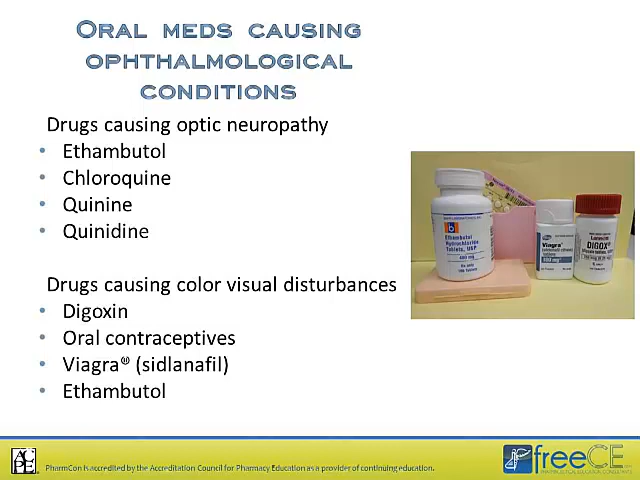 ORAL MEDS CAUSING
OPHTHALMOLOGICAL
CONDITIONS
Drugs causing optic neuropathy
• Ethambutol
• Chloroquine
• Quinine
• Quinidine
Drugs causing color visual disturbances
• Digoxin
• Oral contraceptives
• Viagra® (sidlanafil)
• Ethambutol
Ethambutol
Hydrochloride
Tablets, USP
400 mg
Viagra
DIGOX
ACPE
PharmCon is accredited by the Accreditation Council for Pharmacy Education as a provider of continuing education.
freeCE